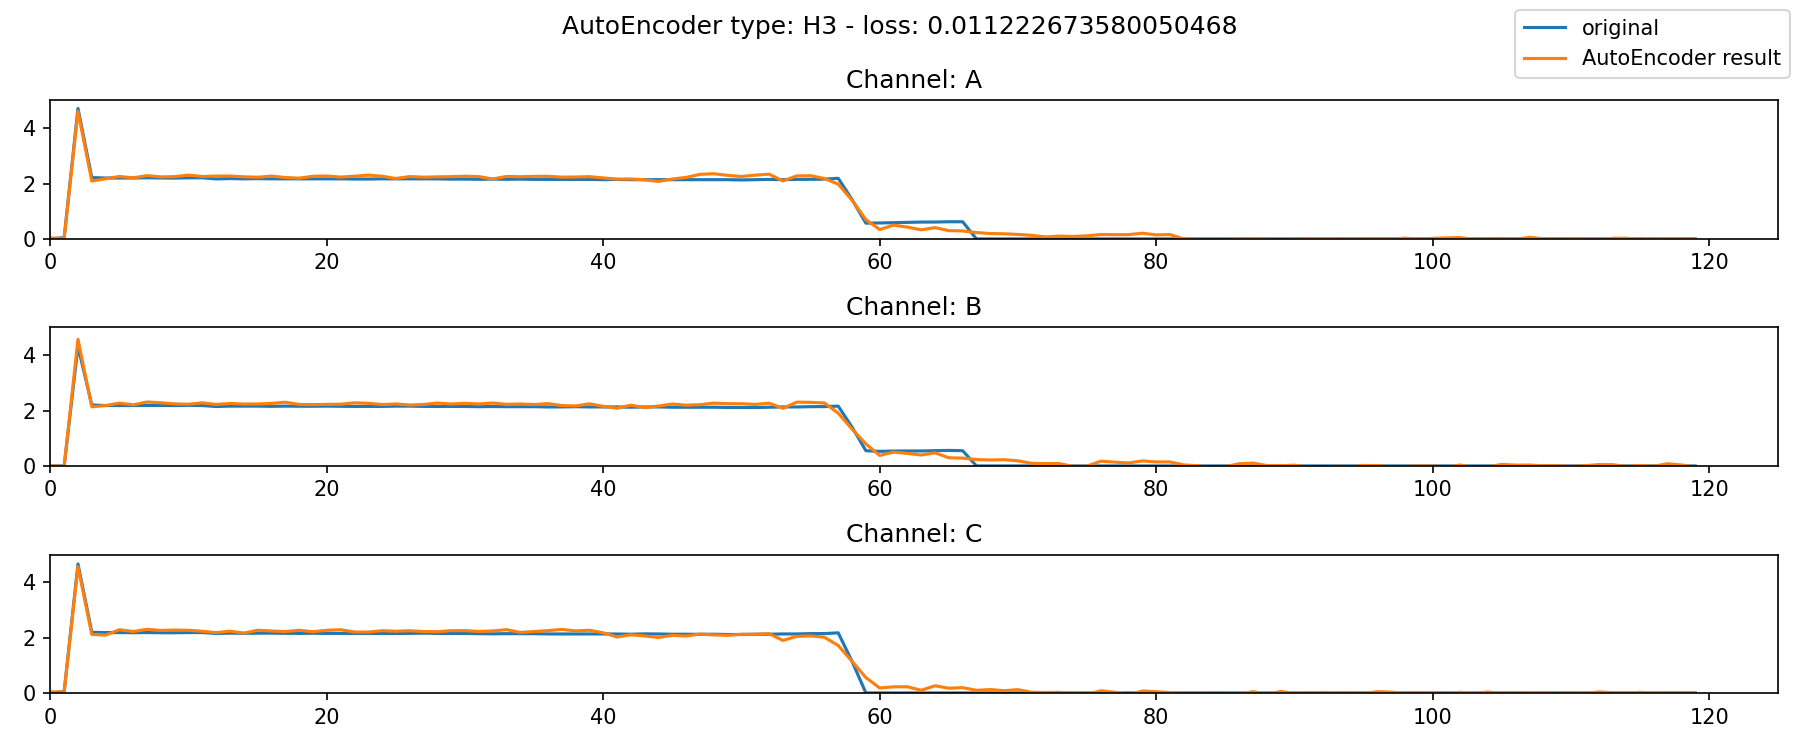 AutoEncoder type: H3 - loss: 0.011222673580050468
original
AutoEncoder result
Channel: A
4
2
0
0 20 40 60 80 100 120
Channel: B
4
2
0
0 20 40 60 80 100 120
Channel: C
4
2
0
0 20 40 60 80 100 120